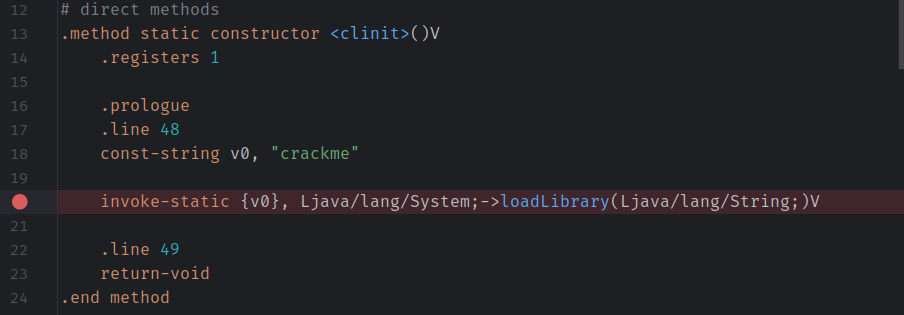 12 # direct methods
13 .method static constructor <clinit>()V
14 .registers 1
15
16 .prologue
17 .line 48
18 const-string v0, "crackme"
19
invoke-static {v0}, Ljava/lang/System;->loadLibrary(Ljava/lang/String;)V
21
22 .line 49
23 return-void
24 .end method